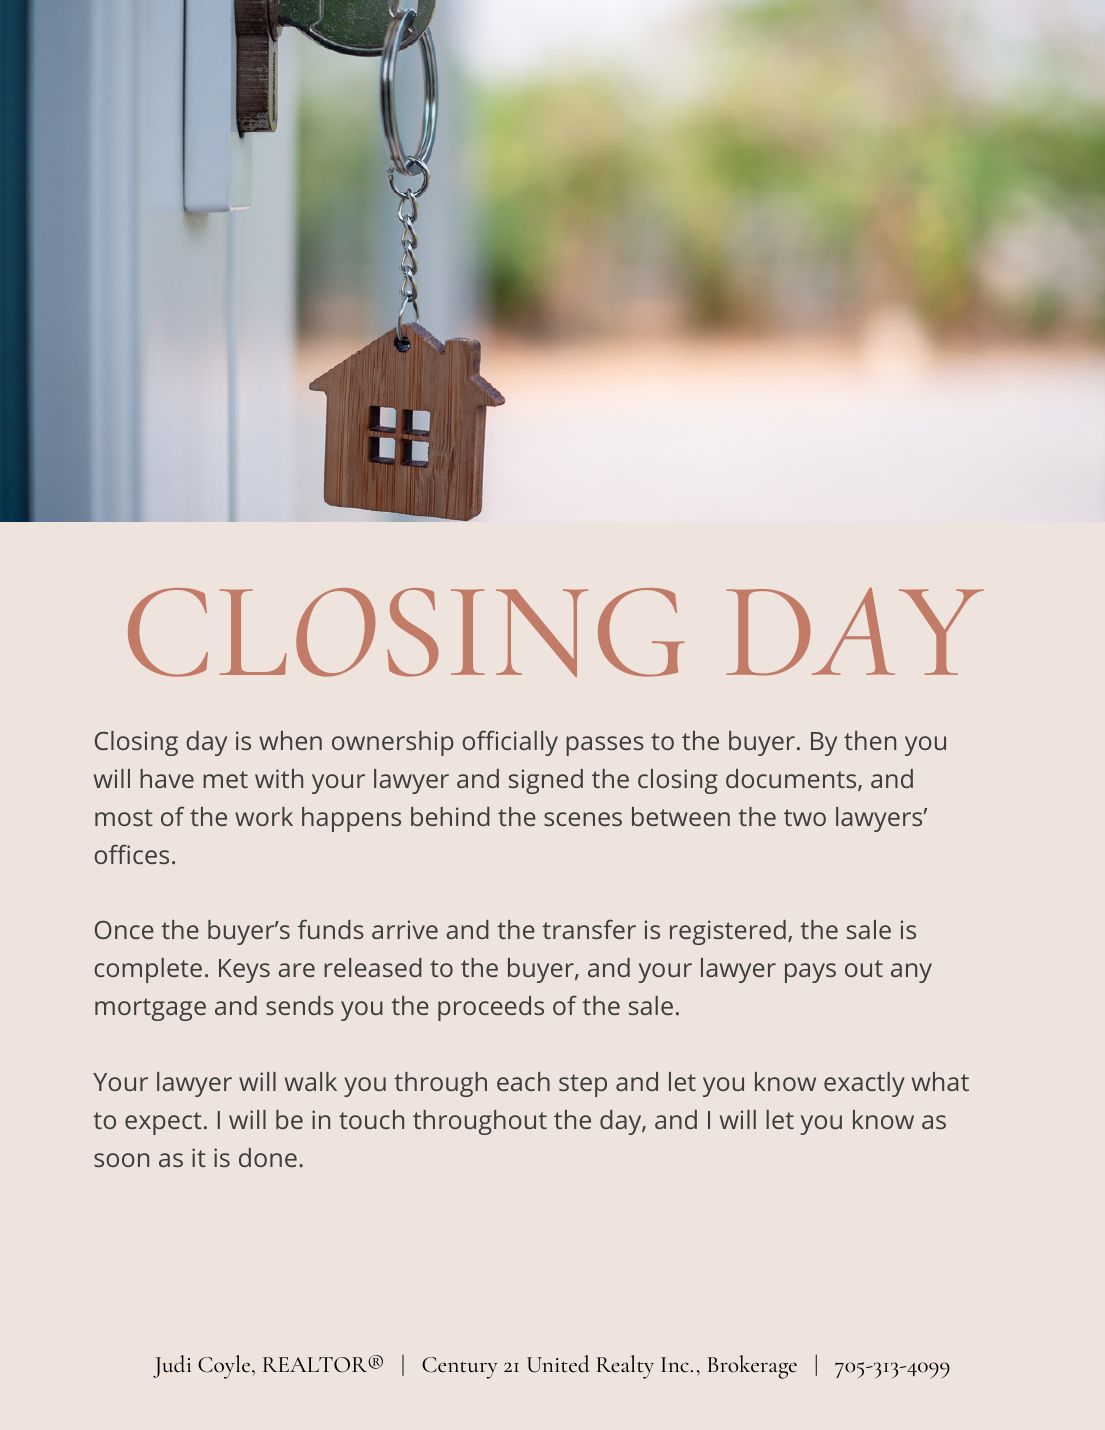 CLOSING DAY
Closing day is when ownership officially passes to the buyer. By then you
will have met with your lawyer and signed the closing documents, and
most of the work happens behind the scenes between the two lawyers’
offices.
Once the buyer’s funds arrive and the transfer is registered, the sale is
complete. Keys are released to the buyer, and your lawyer pays out any
mortgage and sends you the proceeds of the sale.
Your lawyer will walk you through each step and let you know exactly what
to expect. I will be in touch throughout the day, and I will let you know as
soon as it is done.
Judi Coyle, REALTOR® | Century 21 United Realty Inc., Brokerage | 705-313-4099